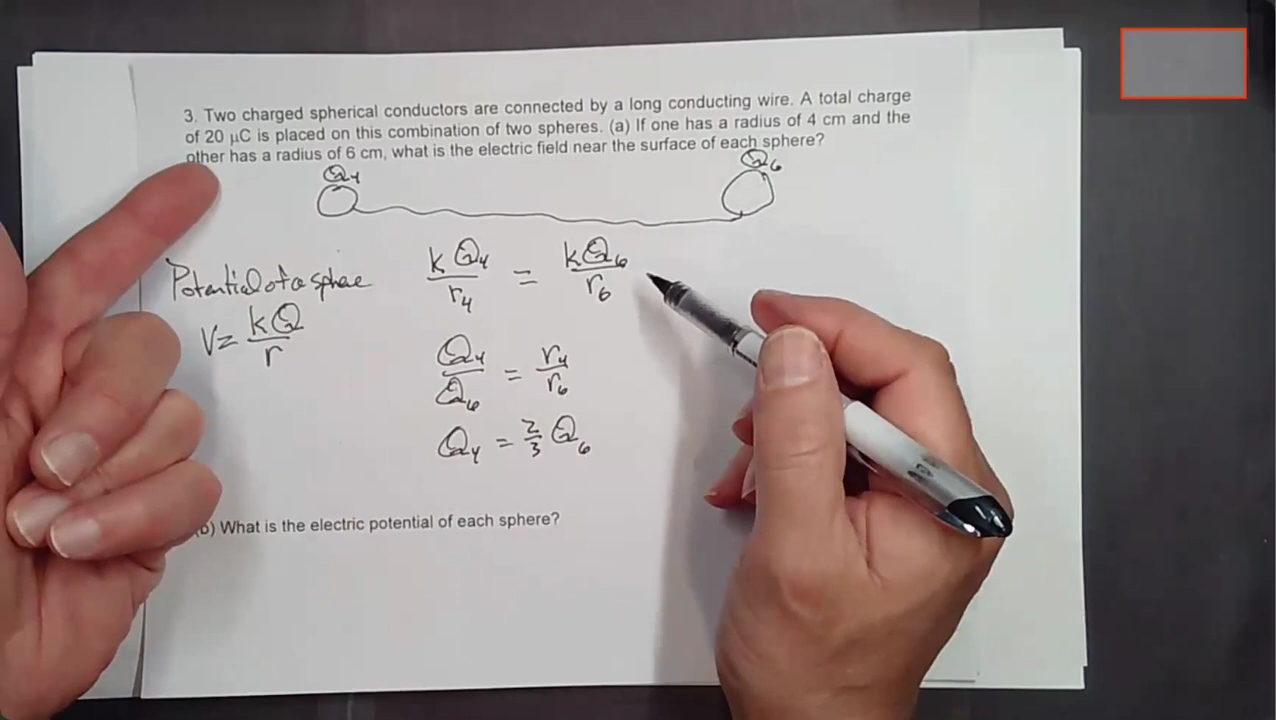 3. Two charged spherical conductors are connected by a long conducting wire. A total charge
of 20 μC is placed on this combination of two spheres. (a) If one has a radius of 4 cm and the
other has a radius of 6 cm, what is the electric field near the surface of each sphere?
Q₄ Q₆
Potential of a sphere
V = kQ/r
kQ₄/r₄ = kQ₆/r₆
Q₄/Q₆ = r₄/r₆
Q₄ = 2/3 Q₆
b) What is the electric potential of each sphere?